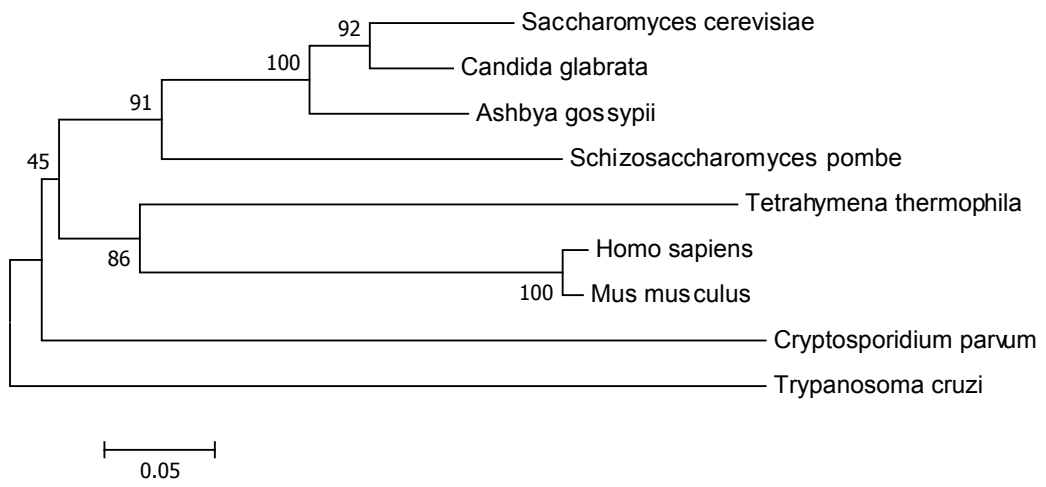 Saccharomyces cerevisiae
92
Candida glabrata
100
Ashbya gossypii
91
Schizosaccharomyces pombe
45
Tetrahymena thermophila
86
Homo sapiens
100
Mus musculus
Cryptosporidium parvum
Trypanosoma cruzi
0.05